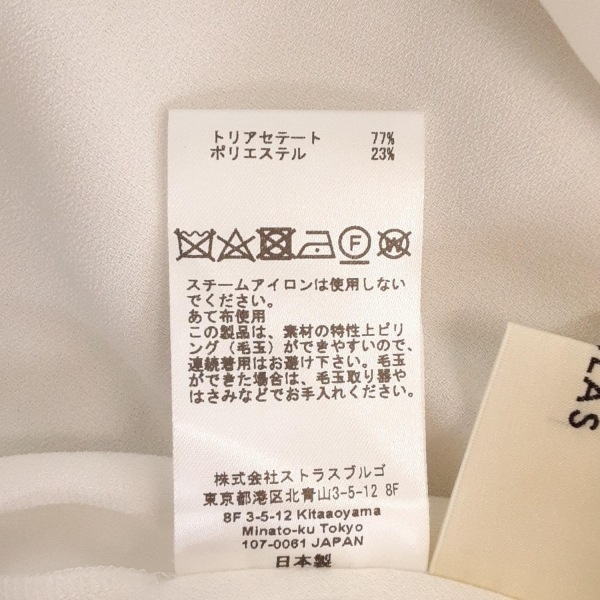 トリアセテート 77%
ポリエステル 23%
F W
スチームアイロンは使用しない
でください。
あて布使用
この製品は、素材の特性上ピリ
ング（毛玉）ができやすいので、
連続着用はお避け下さい。毛玉
ができた場合は、毛玉取り器や
はさみなどでお手入れください。
株式会社ストラスブルゴ
東京都港区北青山3-5-12 8F
8F 3-5-12 Kitaaoyama
Minato-ku Tokyo
107-0061 JAPAN
日本製